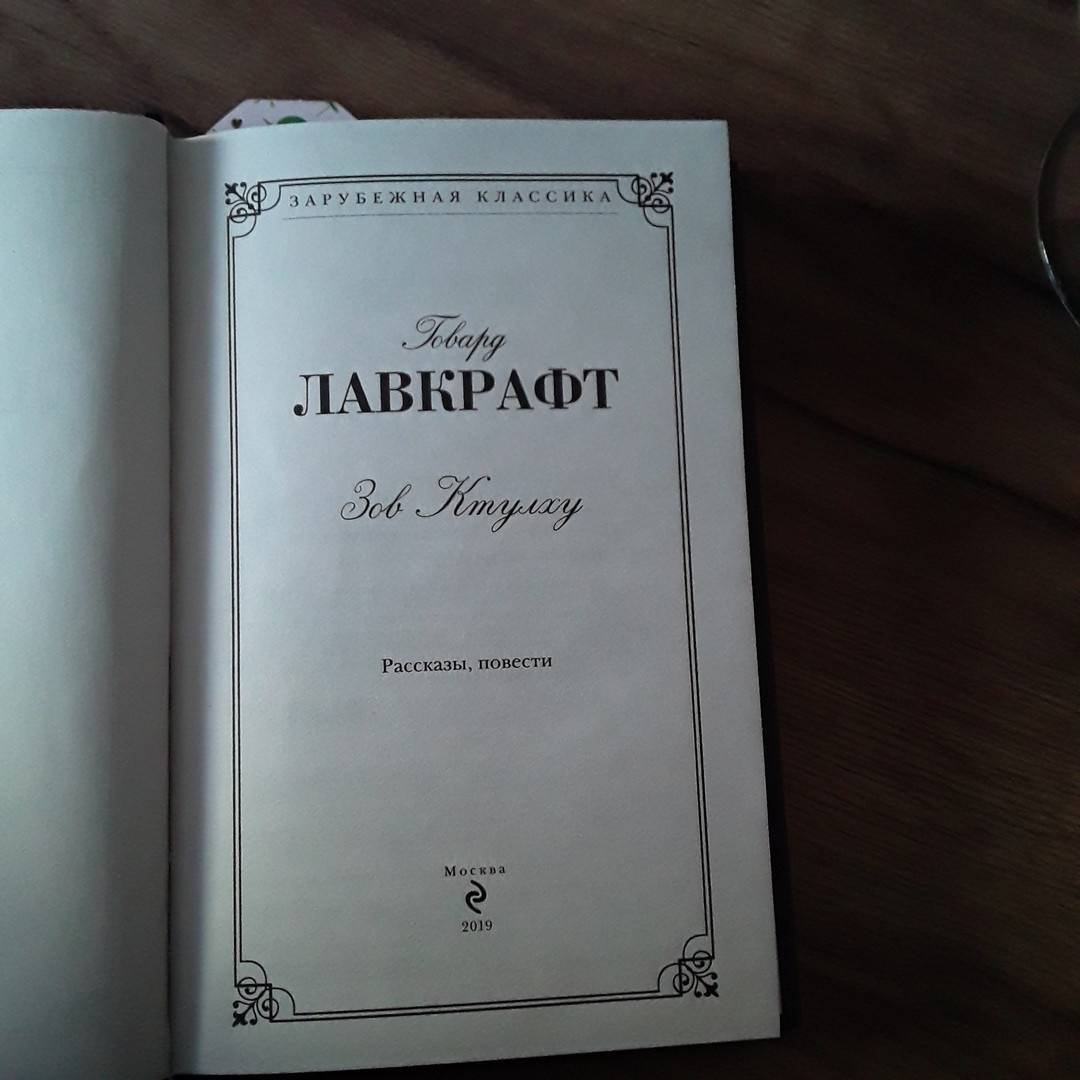 ЗАРУБЕЖНАЯ КЛАССИКА
Говард
ЛАВКРАФТ
Зов Ктулху
Рассказы, повести
Москва
2019